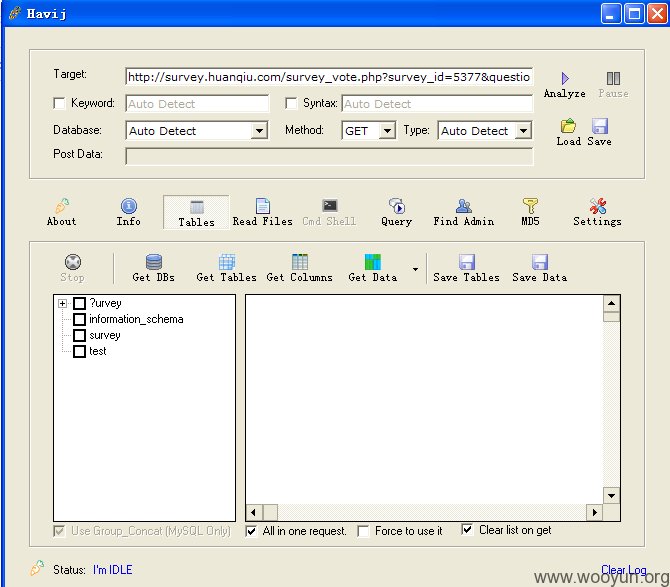 Havij
Target: http://survey.huanqiu.com/survey_vote.php?survey_id=5377&questio
Analyze Pause
Keyword: Auto Detect Syntax: Auto Detect
Database: Auto Detect Method: GET Type: Auto Detect
Load Save
Post Data:
About Info Tables Read Files Cmd Shell Query Find Admin MD5 Settings
Stop Get DBs Get Tables Get Columns Get Data Save Tables Save Data
?urvey
information_schema
survey
test
Use Group_Concat (MySQL Only) All in one request. Force to use it Clear list on get
Status: I'm IDLE Clear Log
www.wooyun.org